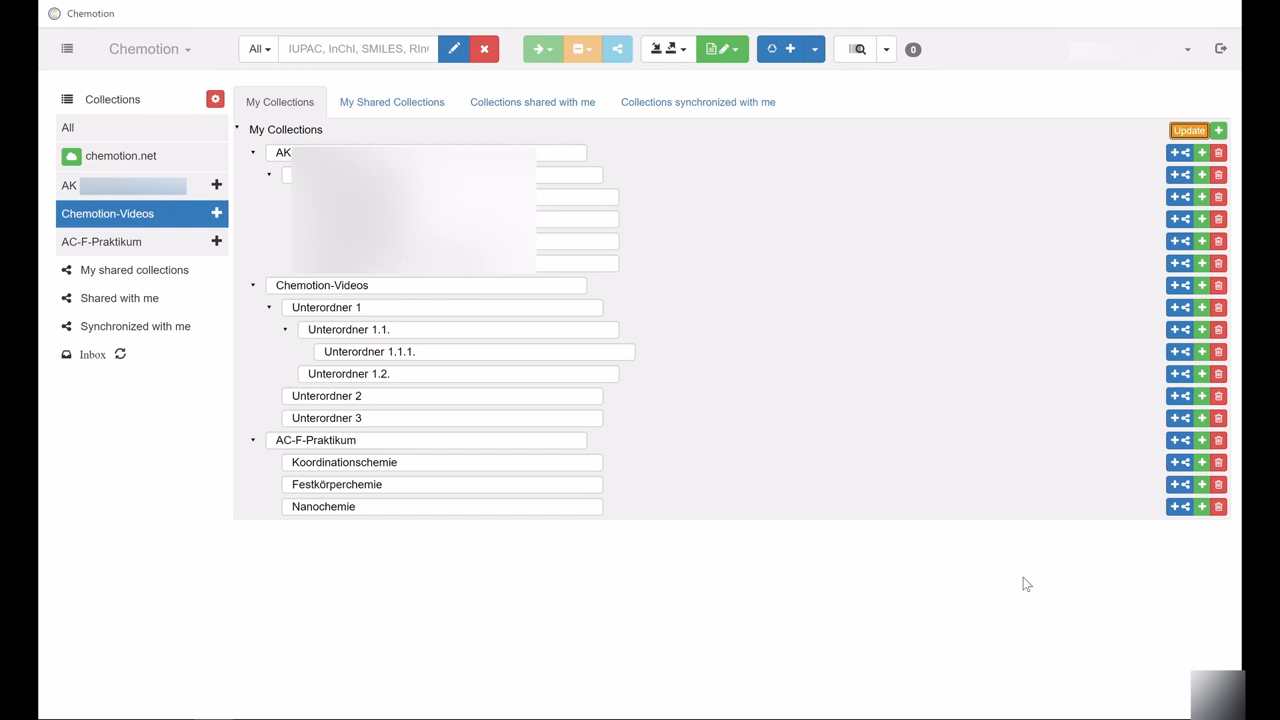 Chemotion
Chemotion
All
IUPAC, InChI, SMILES, RIn
0
Collections
All
chemotion.net
AK
Chemotion-Videos
AC-F-Praktikum
My shared collections
Shared with me
Synchronized with me
Inbox
My Collections
My Shared Collections
Collections shared with me
Collections synchronized with me
My Collections
Update
AK
Chemotion-Videos
Unterordner 1
Unterordner 1.1.
Unterordner 1.1.1.
Unterordner 1.2.
Unterordner 2
Unterordner 3
AC-F-Praktikum
Koordinationschemie
Festkörperchemie
Nanochemie